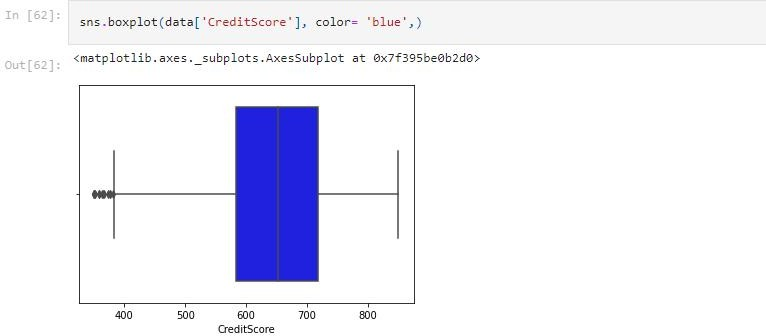 In [62]:
sns.boxplot(data['CreditScore'], color= 'blue',)
<matplotlib.axes._subplots.AxesSubplot at 0x7f395be0b2d0>
Out[62]:
400 500 600 700 800
CreditScore